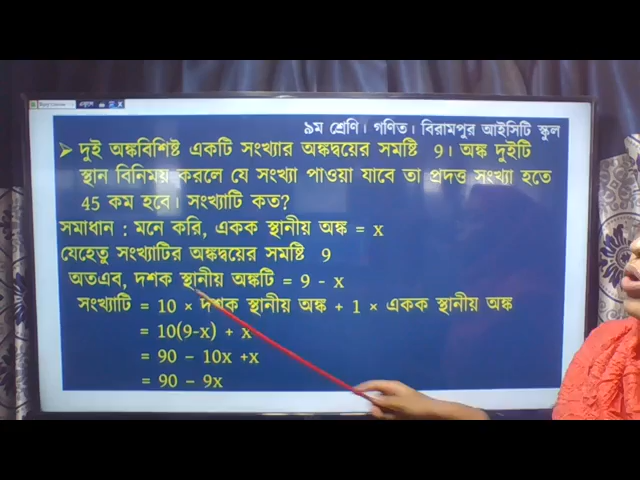 ৯ম শ্রেণি। গণিত। বিরামপুর আইসিটি স্কুল
➤ দুই অঙ্কবিশিষ্ট একটি সংখ্যার অঙ্কদ্বয়ের সমষ্টি 9। অঙ্ক দুইটি
স্থান বিনিময় করলে যে সংখ্যা পাওয়া যাবে তা প্রদত্ত সংখ্যা হতে
45 কম হবে। সংখ্যাটি কত?
সমাধান : মনে করি, একক স্থানীয় অঙ্ক = x
যেহেতু সংখ্যাটির অঙ্কদ্বয়ের সমষ্টি 9
অতএব, দশক স্থানীয় অঙ্কটি = 9 - x
সংখ্যাটি = 10 × দশক স্থানীয় অঙ্ক + 1 × একক স্থানীয় অঙ্ক
= 10(9-x) + x
= 90 - 10x +x
= 90 - 9x